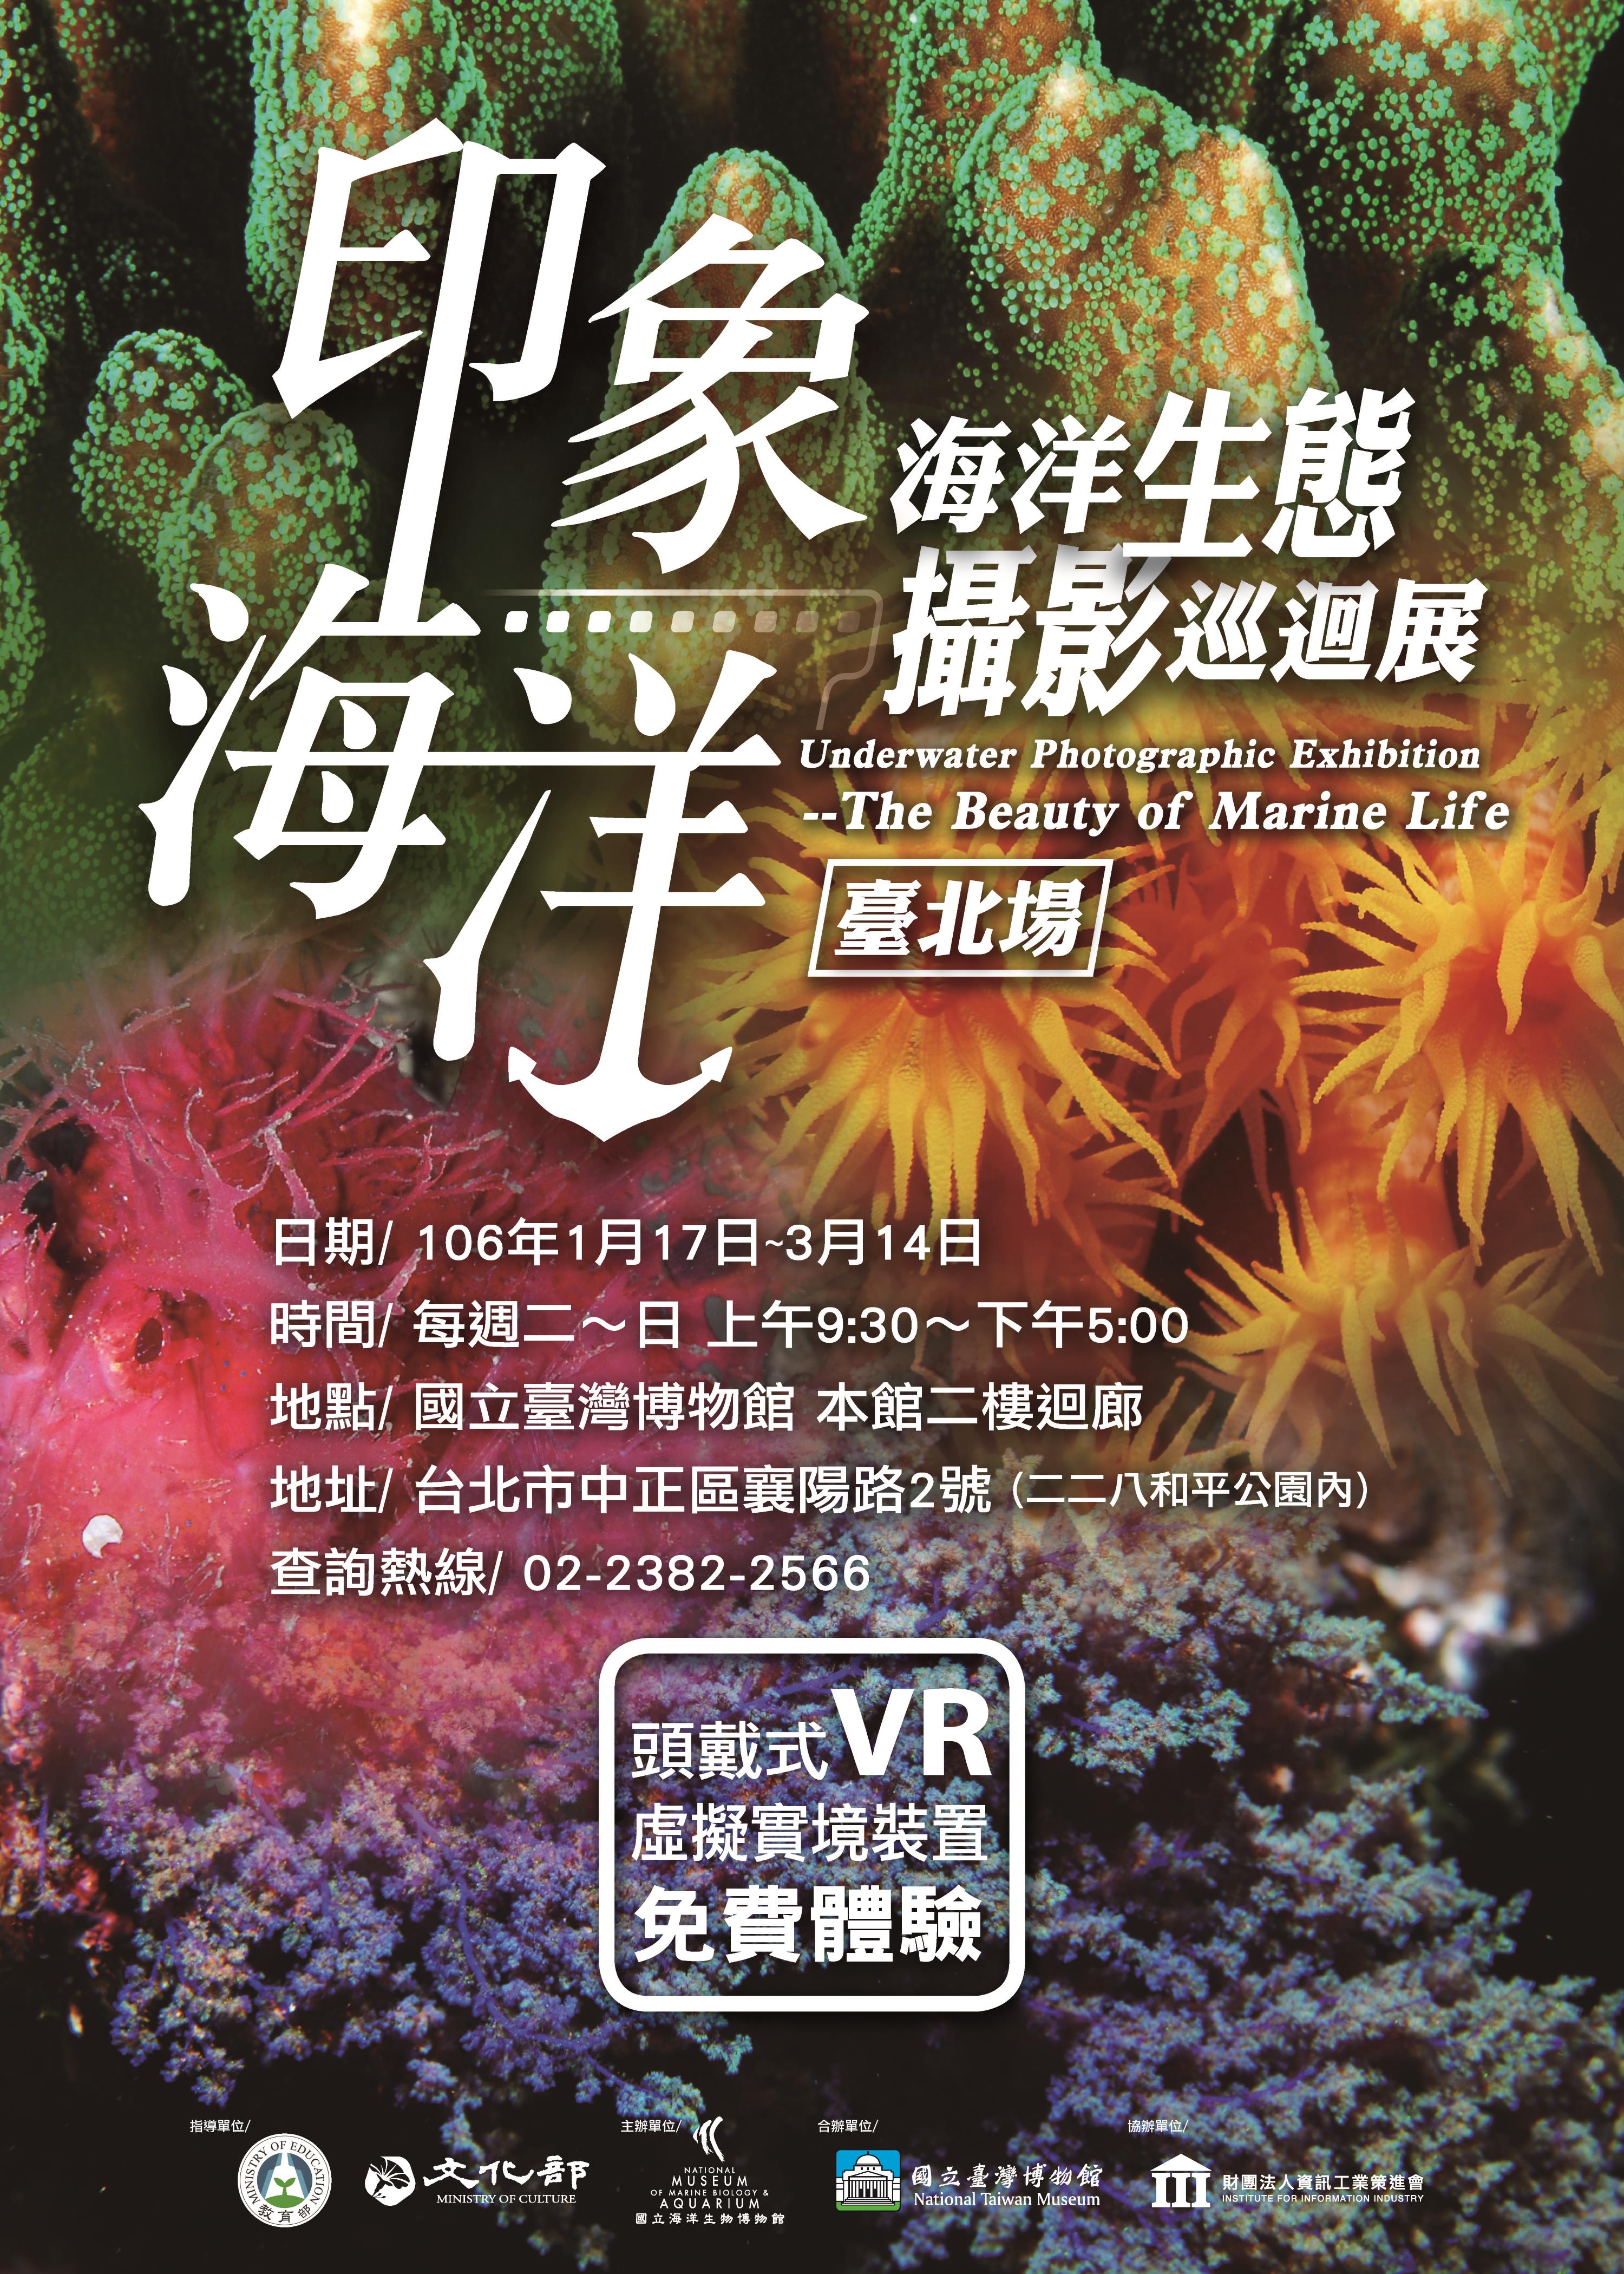 印象
海洋
海洋生態
攝影巡迴展
Underwater Photographic Exhibition
--The Beauty of Marine Life
臺北場
日期/ 106年1月17日~3月14日
時間/ 每週二～日 上午9:30～下午5:00
地點/ 國立臺灣博物館 本館二樓迴廊
地址/ 台北市中正區襄陽路2號（二二八和平公園內）
查詢熱線/ 02-2382-2566
頭戴式VR
虛擬實境裝置
免費體驗
指導單位/
MINISTRY OF EDUCATION
教育部
文化部
MINISTRY OF CULTURE
主辦單位/
NATIONAL
MUSEUM
OF MARINE BIOLOGY &
AQUARIUM
國立海洋生物博物館
合辦單位/
國立臺灣博物館
National Taiwan Museum
協辦單位/
財團法人資訊工業策進會
INSTITUTE FOR INFORMATION INDUSTRY